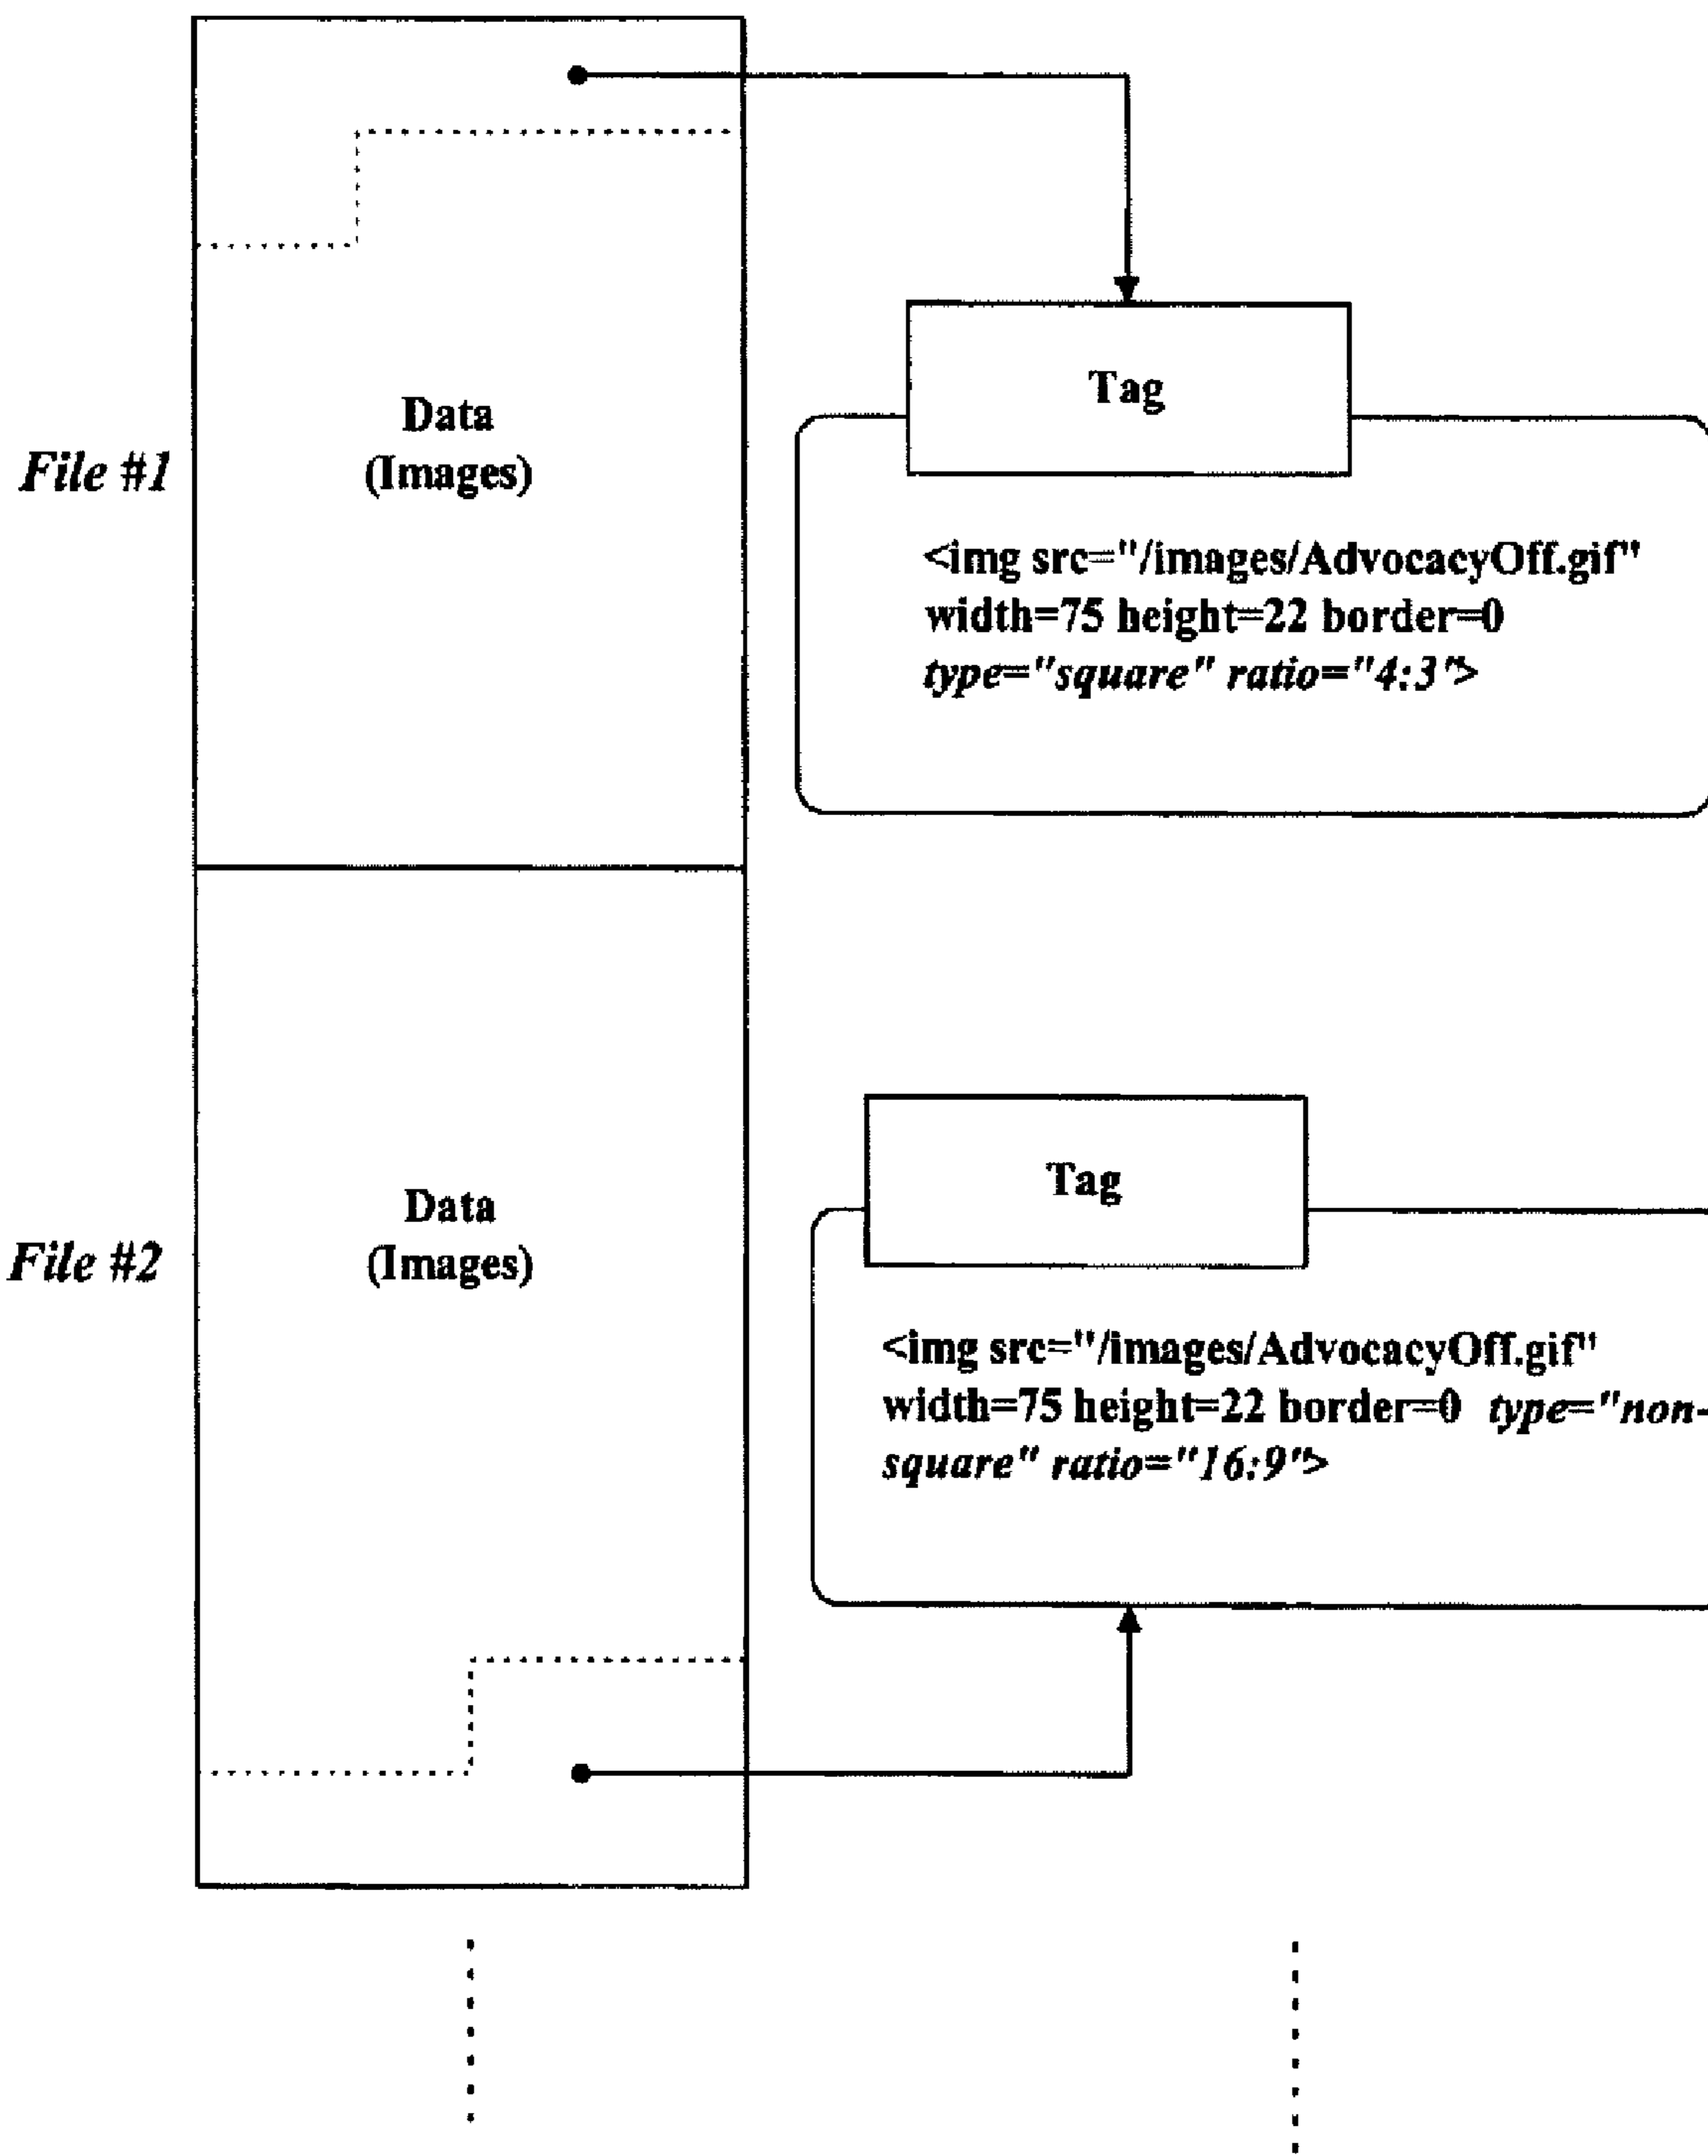 Tag
Data
(Images)
File #1
<img src="/images/AdvocacyOff.gif"
width=75 height=22 border=0
type="square" ratio="4:3">
Tag
Data
(Images)
File #2
<img src="/images/AdvocacyOff.gif"
width=75 height=22 border=0 type="non-
square" ratio="16:9">